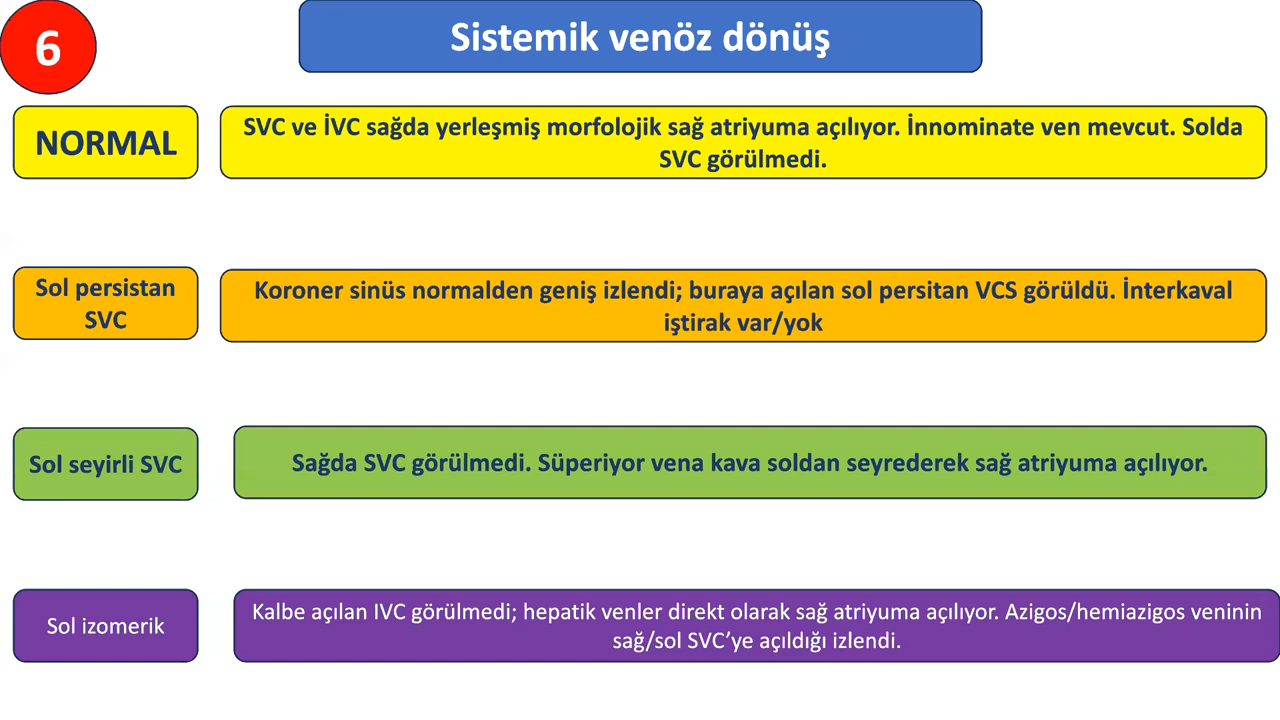 6
Sistemik venöz dönüş
NORMAL
SVC ve İVC sağda yerleşmiş morfolojik sağ atriyuma açılıyor. İnnominate ven mevcut. Solda
SVC görülmedi.
Sol persistan
SVC
Koroner sinüs normalden geniş izlendi; buraya açılan sol persitan VCS görüldü. İnterkaval
iştirak var/yok
Sol seyirli SVC
Sağda SVC görülmedi. Süperiyor vena kava soldan seyrederek sağ atriyuma açılıyor.
Sol izomerik
Kalbe açılan IVC görülmedi; hepatik venler direkt olarak sağ atriyuma açılıyor. Azigos/hemiazigos veninin
sağ/sol SVC’ye açıldığı izlendi.